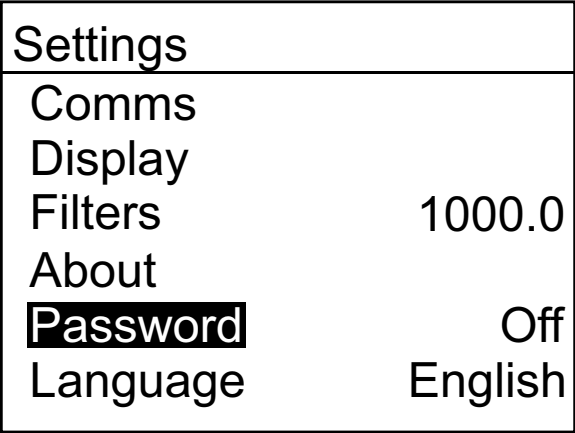 Settings
Comms
Display
Filters 1000.0
About
Password Off
Language English